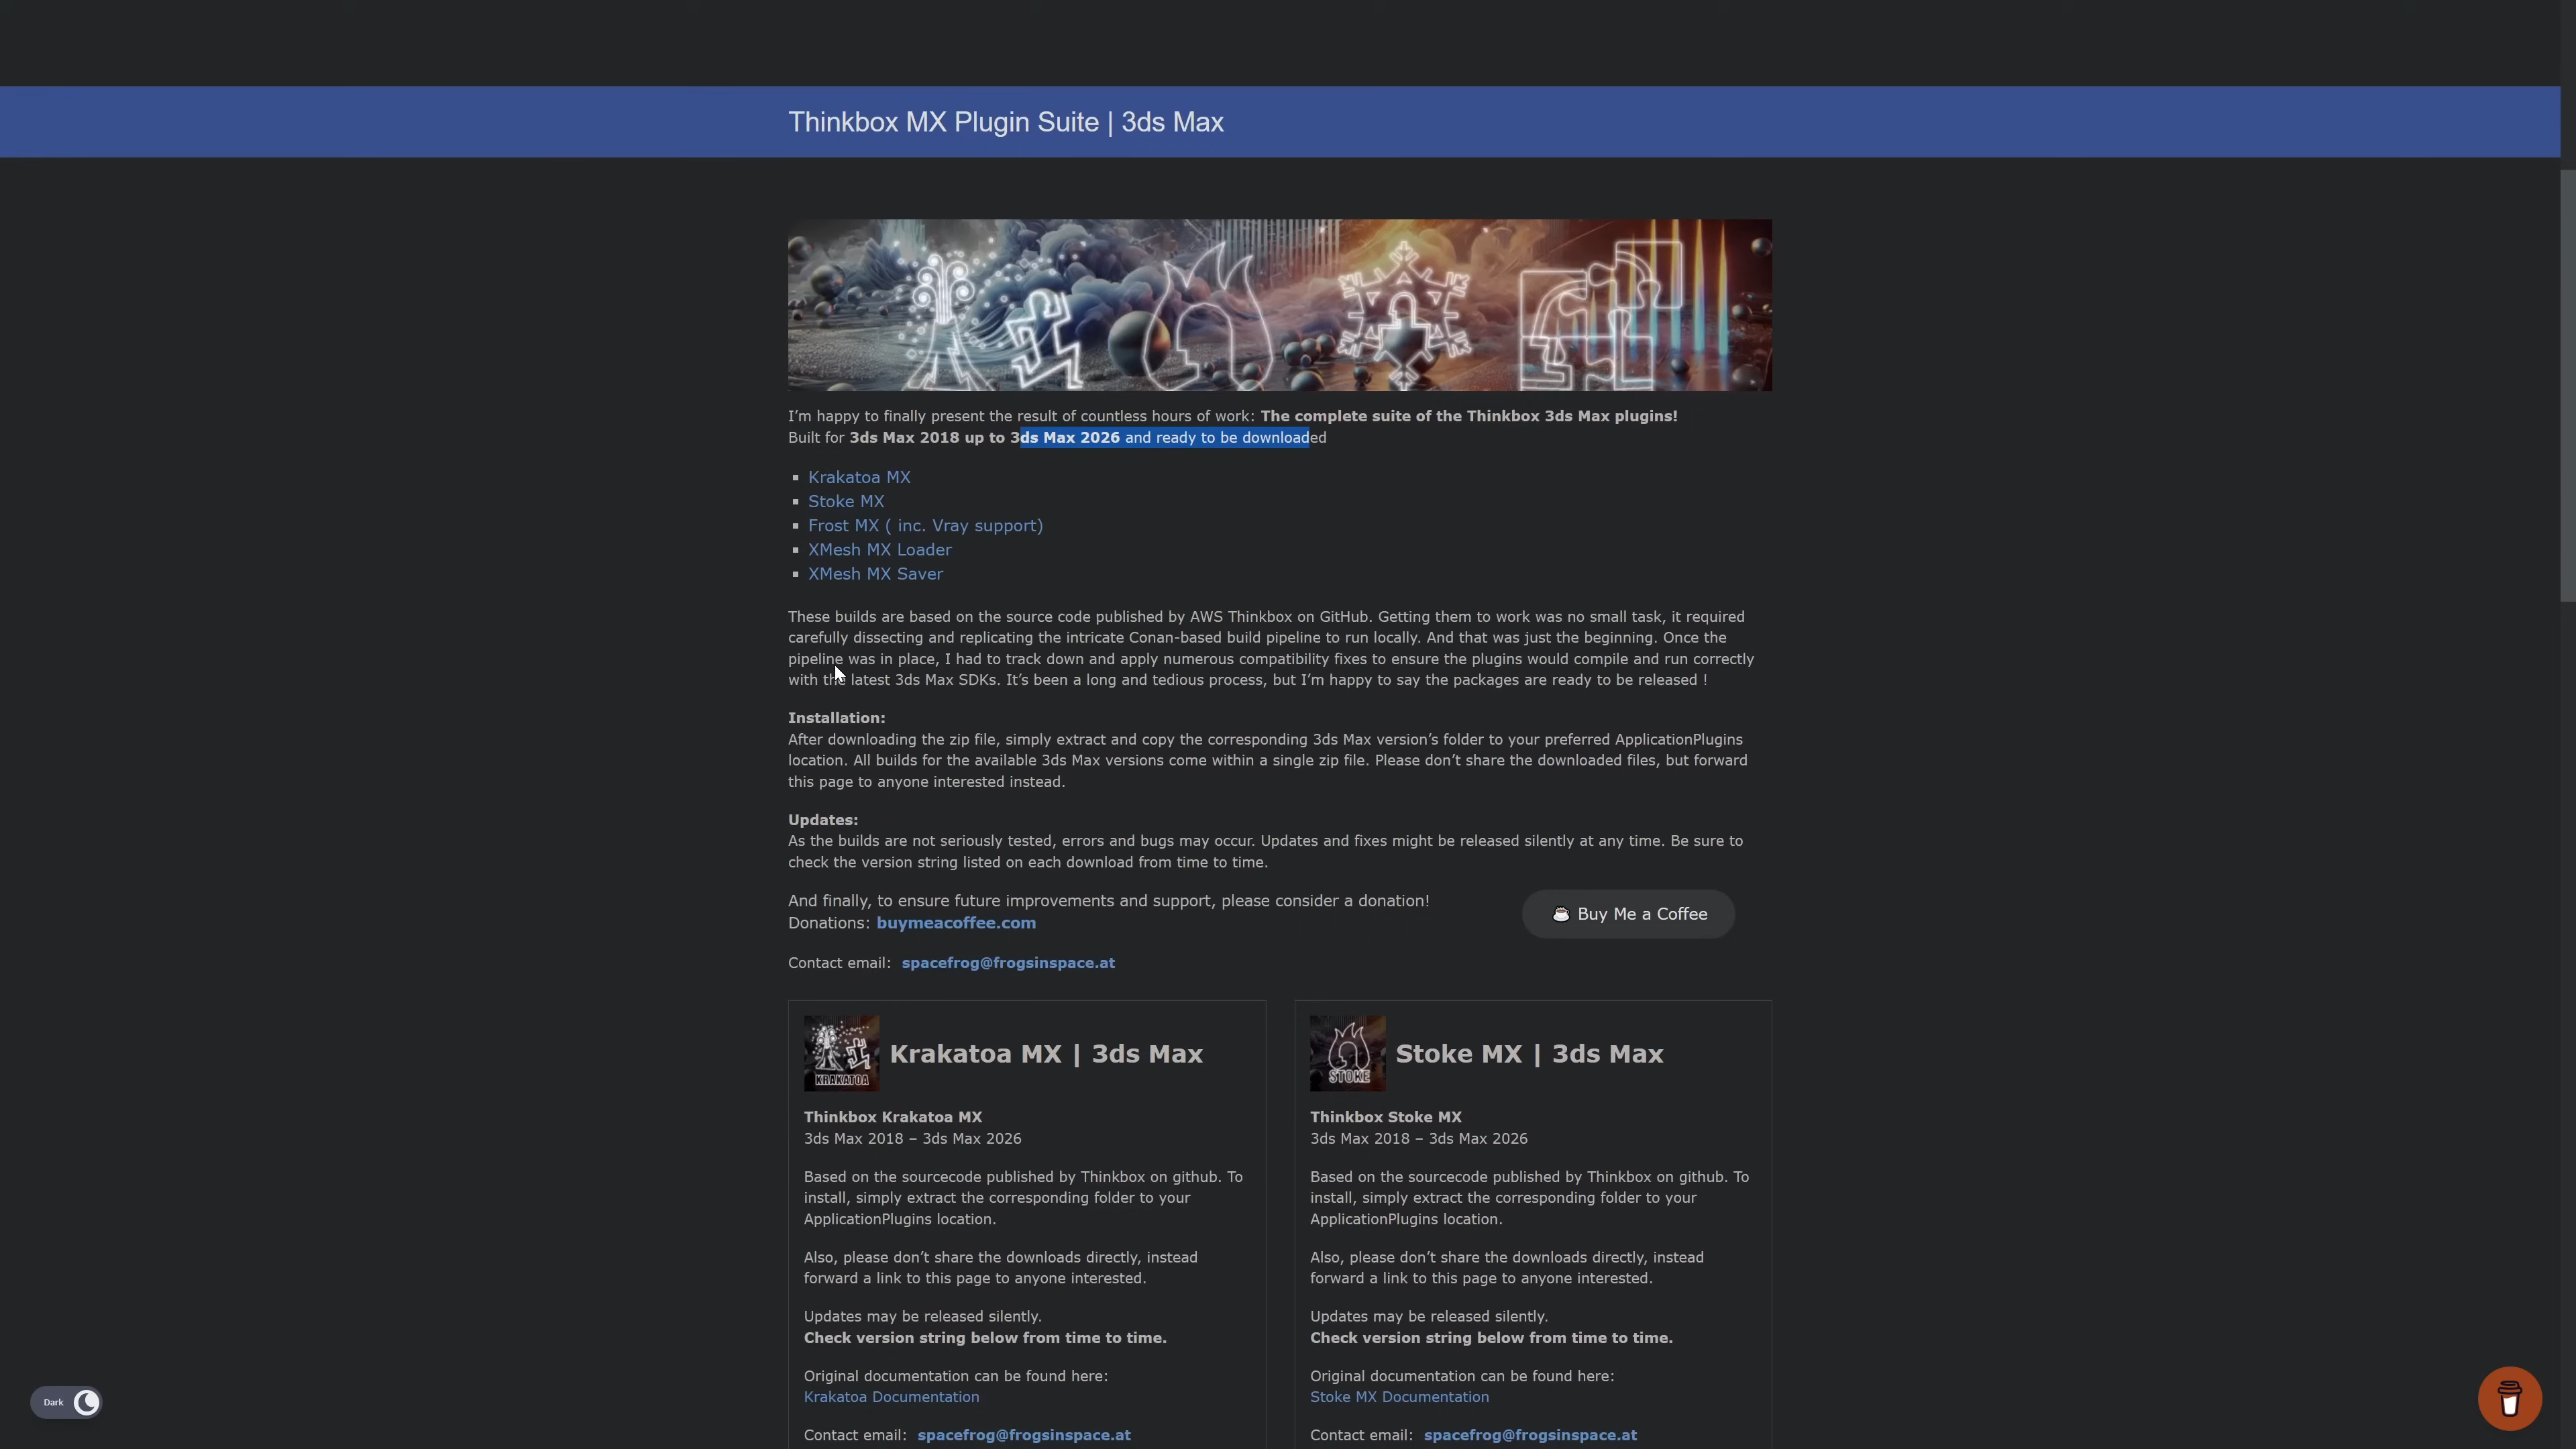 Thinkbox MX Plugin Suite | 3ds Max
I'm happy to finally present the result of countless hours of work: The complete suite of the Thinkbox 3ds Max plugins!
Built for 3ds Max 2018 up to 3ds Max 2026 and ready to be downloaded
▪ Krakatoa MX
▪ Stoke MX
▪ Frost MX ( inc. Vray support)
▪ XMesh MX Loader
▪ XMesh MX Saver
These builds are based on the source code published by AWS Thinkbox on GitHub. Getting them to work was no small task, it required
carefully dissecting and replicating the intricate Conan-based build pipeline to run locally. And that was just the beginning. Once the
pipeline was in place, I had to track down and apply numerous compatibility fixes to ensure the plugins would compile and run correctly
with the latest 3ds Max SDKs. It's been a long and tedious process, but I'm happy to say the packages are ready to be released !
Installation:
After downloading the zip file, simply extract and copy the corresponding 3ds Max version's folder to your preferred ApplicationPlugins
location. All builds for the available 3ds Max versions come within a single zip file. Please don't share the downloaded files, but forward
this page to anyone interested instead.
Updates:
As the builds are not seriously tested, errors and bugs may occur. Updates and fixes might be released silently at any time. Be sure to
check the version string listed on each download from time to time.
And finally, to ensure future improvements and support, please consider a donation!
Donations: buymeacoffee.com
Buy Me a Coffee
Contact email: spacefrog@frogsinspace.at
KRAKATOA
Krakatoa MX | 3ds Max
Thinkbox Krakatoa MX
3ds Max 2018 – 3ds Max 2026
Based on the sourcecode published by Thinkbox on github. To
install, simply extract the corresponding folder to your
ApplicationPlugins location.
Also, please don't share the downloads directly, instead
forward a link to this page to anyone interested.
Updates may be released silently.
Check version string below from time to time.
Original documentation can be found here:
Krakatoa Documentation
Contact email: spacefrog@frogsinspace.at
STOKE
Stoke MX | 3ds Max
Thinkbox Stoke MX
3ds Max 2018 – 3ds Max 2026
Based on the sourcecode published by Thinkbox on github. To
install, simply extract the corresponding folder to your
ApplicationPlugins location.
Also, please don't share the downloads directly, instead
forward a link to this page to anyone interested.
Updates may be released silently.
Check version string below from time to time.
Original documentation can be found here:
Stoke MX Documentation
Contact email: spacefrog@frogsinspace.at
Dark